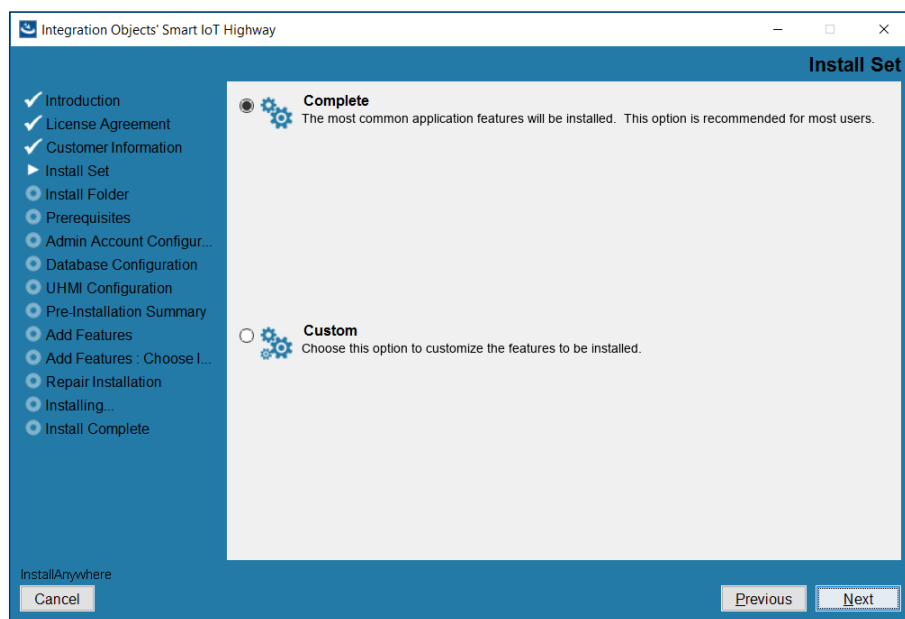 Integration Objects' Smart IoT Highway
Install Set
Introduction
License Agreement
Customer Information
Install Set
Install Folder
Prerequisites
Admin Account Configur...
Database Configuration
UHMI Configuration
Pre-Installation Summary
Add Features
Add Features : Choose I...
Repair Installation
Installing...
Install Complete
Complete
The most common application features will be installed. This option is recommended for most users.
Custom
Choose this option to customize the features to be installed.
InstallAnywhere
Cancel
Previous
Next